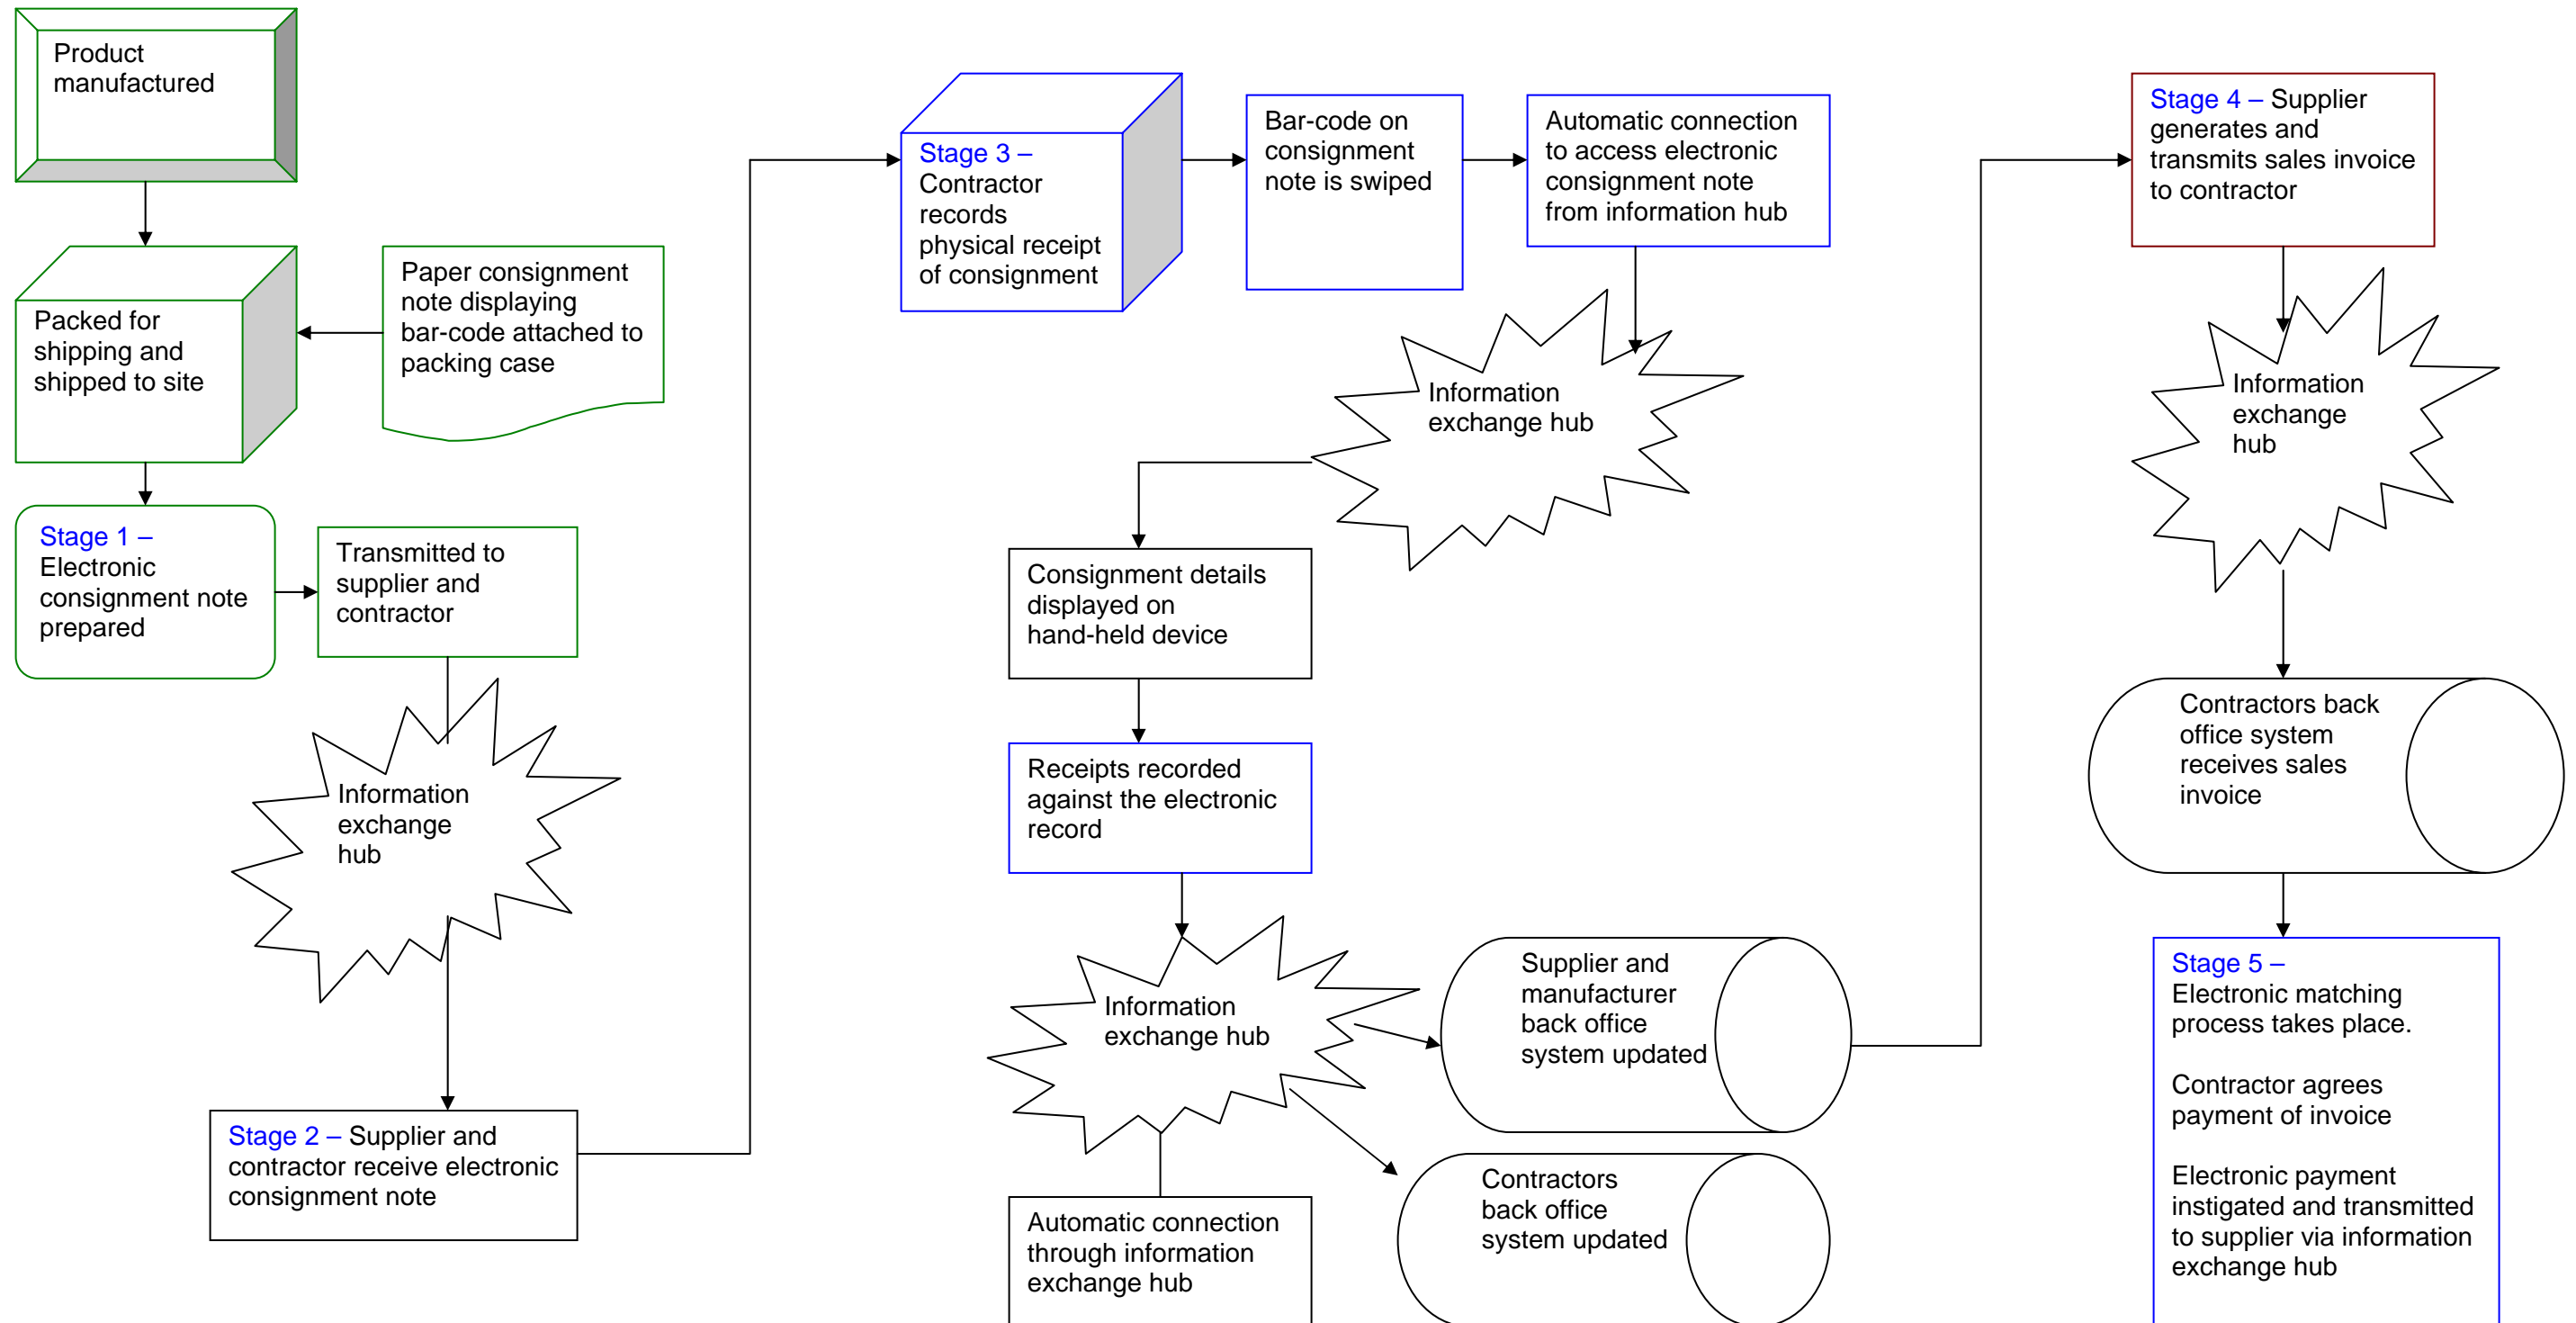 Product
manufactured
Packed for
shipping and
shipped to site
Paper consignment
note displaying
bar-code attached to
packing case
Stage 1 –
Electronic
consignment note
prepared
Transmitted to
supplier and
contractor
Information
exchange
hub
Stage 2 – Supplier and
contractor receive electronic
consignment note
Stage 3 –
Contractor
records
physical receipt
of consignment
Bar-code on
consignment
note is swiped
Automatic connection
to access electronic
consignment note
from information hub
Information
exchange hub
Consignment details
displayed on
hand-held device
Receipts recorded
against the electronic
record
Information
exchange hub
Supplier and
manufacturer
back office
system updated
Contractors
back office
system updated
Automatic connection
through information
exchange hub
Stage 4 – Supplier
generates and
transmits sales invoice
to contractor
Information
exchange
hub
Contractors back
office system
receives sales
invoice
Stage 5 –
Electronic matching
process takes place.
Contractor agrees
payment of invoice
Electronic payment
instigated and transmitted
to supplier via information
exchange hub